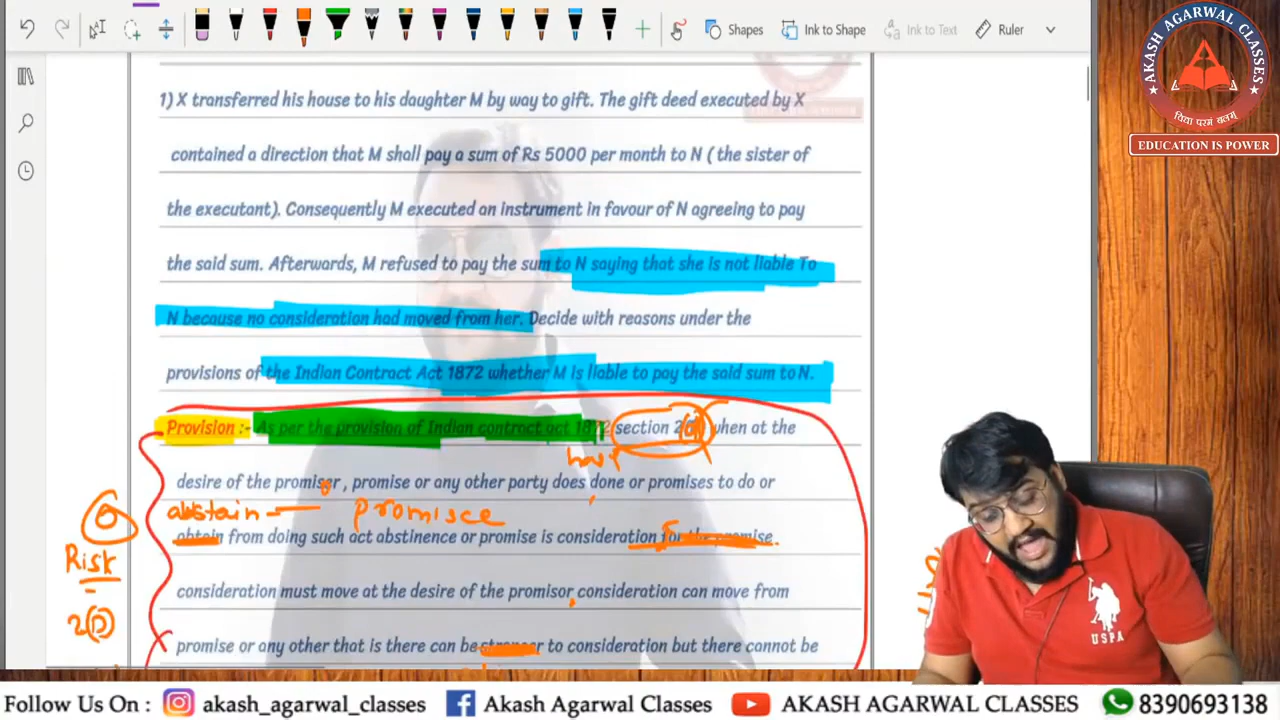 Shapes
Ink to Shape
Ink to Text
Ruler
AKASH AGARWAL CLASSES
विद्या परमं बलम्
EDUCATION IS POWER
1) X transferred his house to his daughter M by way to gift. The gift deed executed by X
contained a direction that M shall pay a sum of Rs 5000 per month to N ( the sister of
the executant). Consequently M executed an instrument in favour of N agreeing to pay
the said sum. Afterwards, M refused to pay the sum to N saying that she is not liable To
N because no consideration had moved from her. Decide with reasons under the
provisions of the Indian Contract Act 1872 whether M is liable to pay the said sum to N.
Provision :- As per the provision of Indian contract act 1872 section 2(d) when at the
desire of the promiser , promise or any other party does done or promises to do or
abstain - promisee
obtain from doing such act abstinence or promise is consideration for the promise.
Risk
consideration must move at the desire of the promisor, consideration can move from
2(D)
promise or any other that is there can be stranger to consideration but there cannot be
USPA
Follow Us On : akash_agarwal_classes Akash Agarwal Classes AKASH AGARWAL CLASSES 8390693138